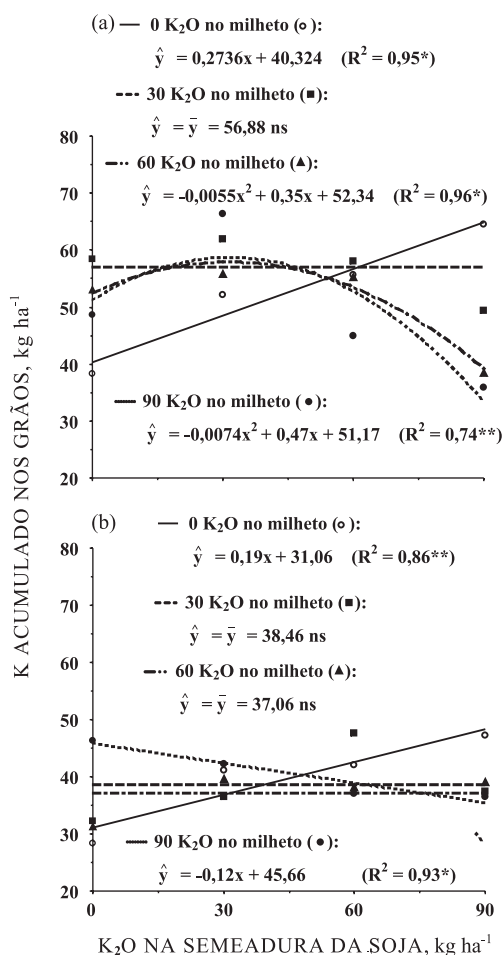 (a) 0 K₂O no milheto (○):
ŷ = 0,2736x + 40,324 (R² = 0,95*)
30 K₂O no milheto (■):
ŷ = ȳ = 56,88 ns
60 K₂O no milheto (▲):
ŷ = -0,0055x² + 0,35x + 52,34 (R² = 0,96*)
80
70
60
50
40
30
20
90 K₂O no milheto (●):
ŷ = -0,0074x² + 0,47x + 51,17 (R² = 0,74**)
K ACUMULADO NOS GRÃOS, kg ha⁻¹
(b) 0 K₂O no milheto (○):
ŷ = 0,19x + 31,06 (R² = 0,86**)
30 K₂O no milheto (■):
ŷ = ȳ = 38,46 ns
60 K₂O no milheto (▲):
ŷ = ȳ = 37,06 ns
80
70
60
50
40
30
20
90 K₂O no milheto (●):
ŷ = -0,12x + 45,66 (R² = 0,93*)
0 30 60 90
K₂O NA SEMEADURA DA SOJA, kg ha⁻¹